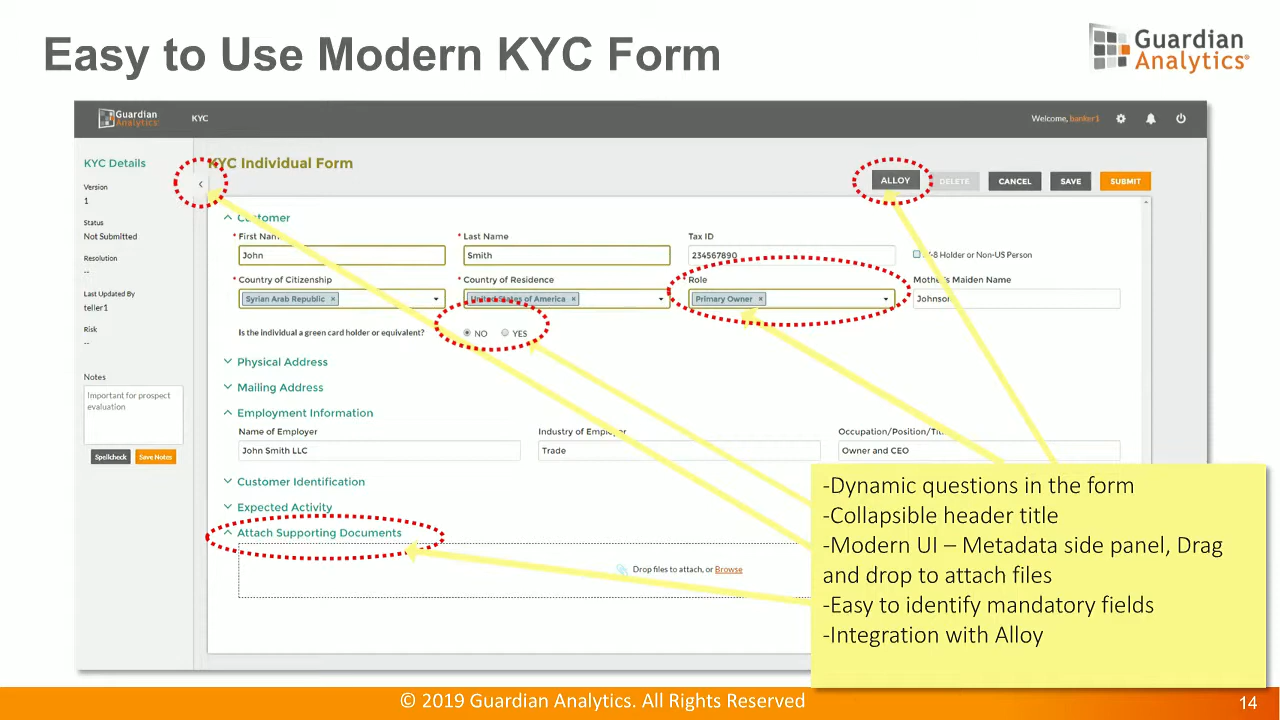 Easy to Use Modern KYC Form
Guardian
Analytics®
Guardian
Analytics
KYC
Welcome, banker1
KYC Details
KYC Individual Form
ALLOY
DELETE
CANCEL
SAVE
SUBMIT
Version
1
Status
Not Submitted
Resolution
--
Last Updated By
teller1
Risk
--
Notes
Important for prospect
evaluation
Spellcheck
Save Notes
Customer
* First Name
* Last Name
Tax ID
John
Smith
234567890
W-8 Holder or Non-US Person
* Country of Citizenship
* Country of Residence
* Role
Mother's Maiden Name
Syrian Arab Republic ×
United States of America ×
Primary Owner ×
Johnson
Is the individual a green card holder or equivalent?
NO
YES
Physical Address
Mailing Address
Employment Information
Name of Employer
Industry of Employer
Occupation/Position/Title
John Smith LLC
Trade
Owner and CEO
Customer Identification
Expected Activity
Attach Supporting Documents
Drop files to attach, or Browse
-Dynamic questions in the form
-Collapsible header title
-Modern UI – Metadata side panel, Drag
and drop to attach files
-Easy to identify mandatory fields
-Integration with Alloy
© 2019 Guardian Analytics. All Rights Reserved
14